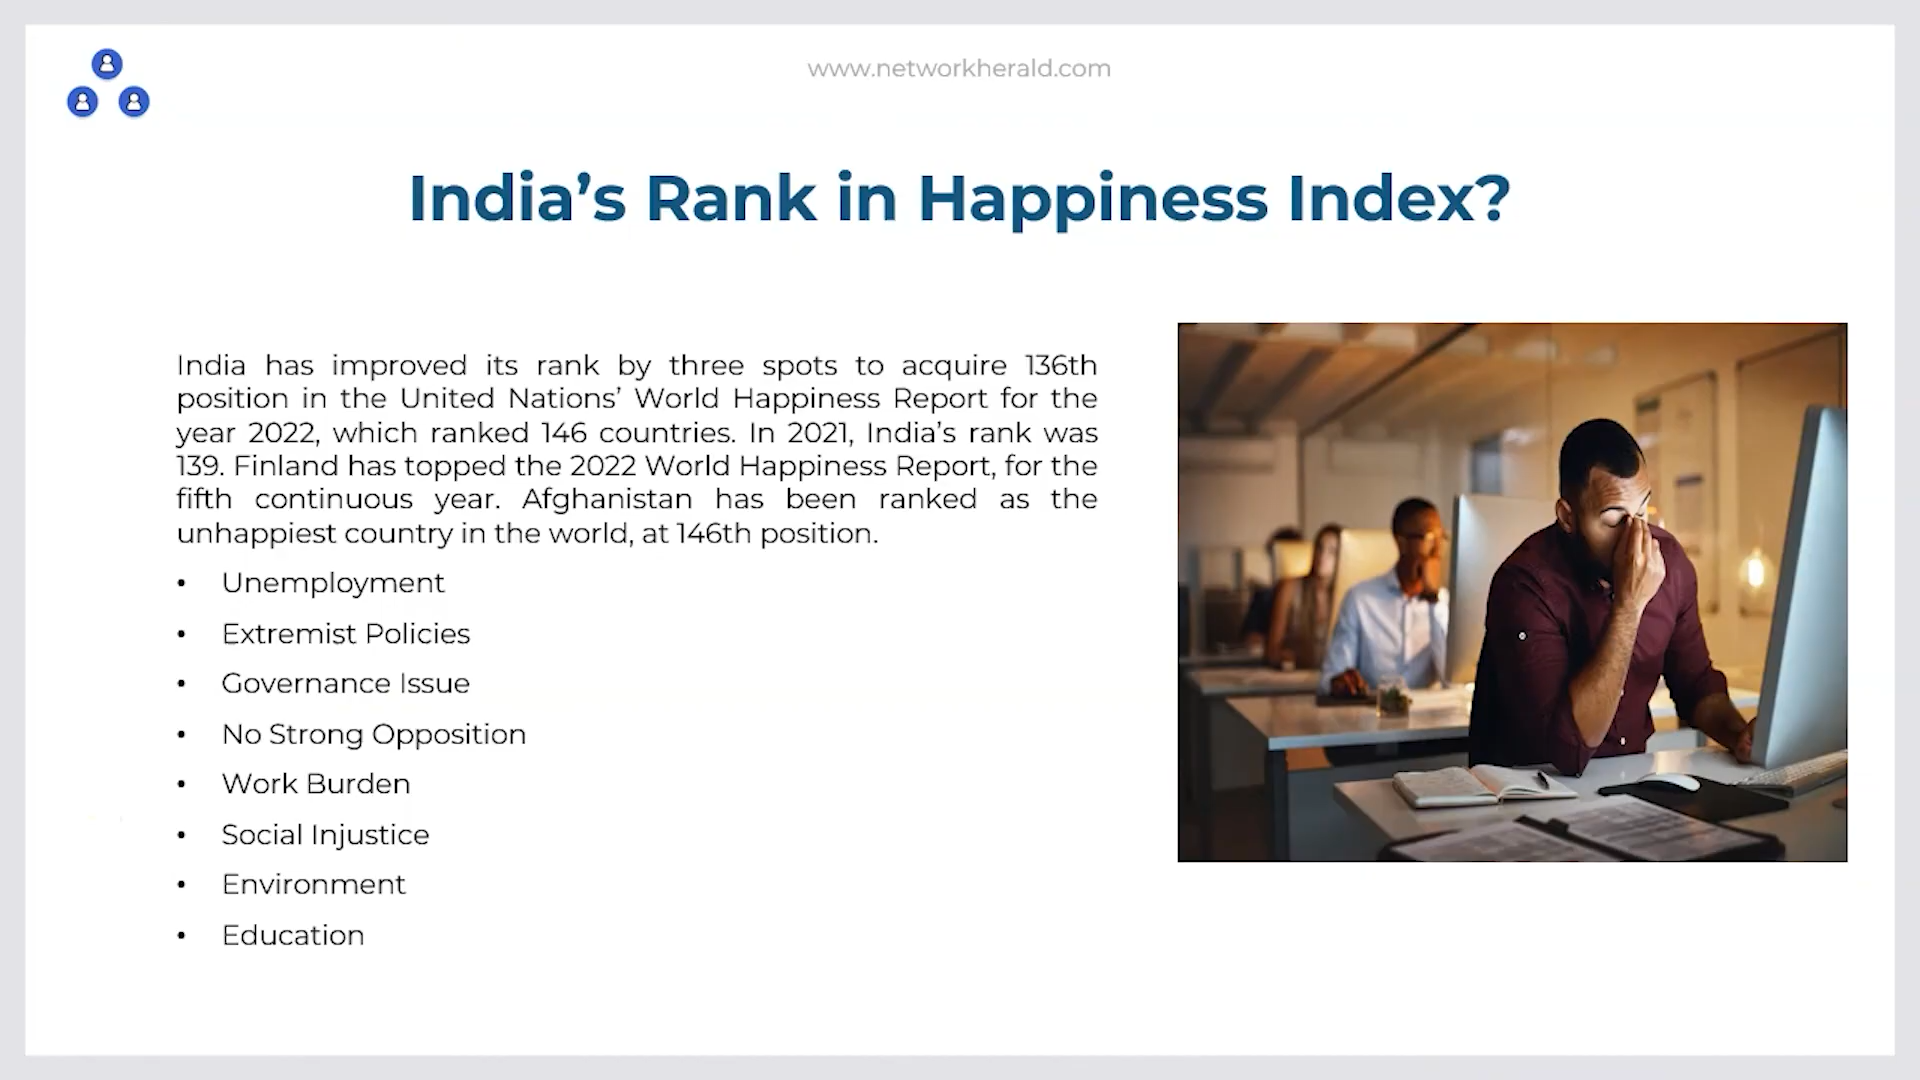 www.networkherald.com
India’s Rank in Happiness Index?
India has improved its rank by three spots to acquire 136th
position in the United Nations’ World Happiness Report for the
year 2022, which ranked 146 countries. In 2021, India’s rank was
139. Finland has topped the 2022 World Happiness Report, for the
fifth continuous year. Afghanistan has been ranked as the
unhappiest country in the world, at 146th position.
• Unemployment
• Extremist Policies
• Governance Issue
• No Strong Opposition
• Work Burden
• Social Injustice
• Environment
• Education